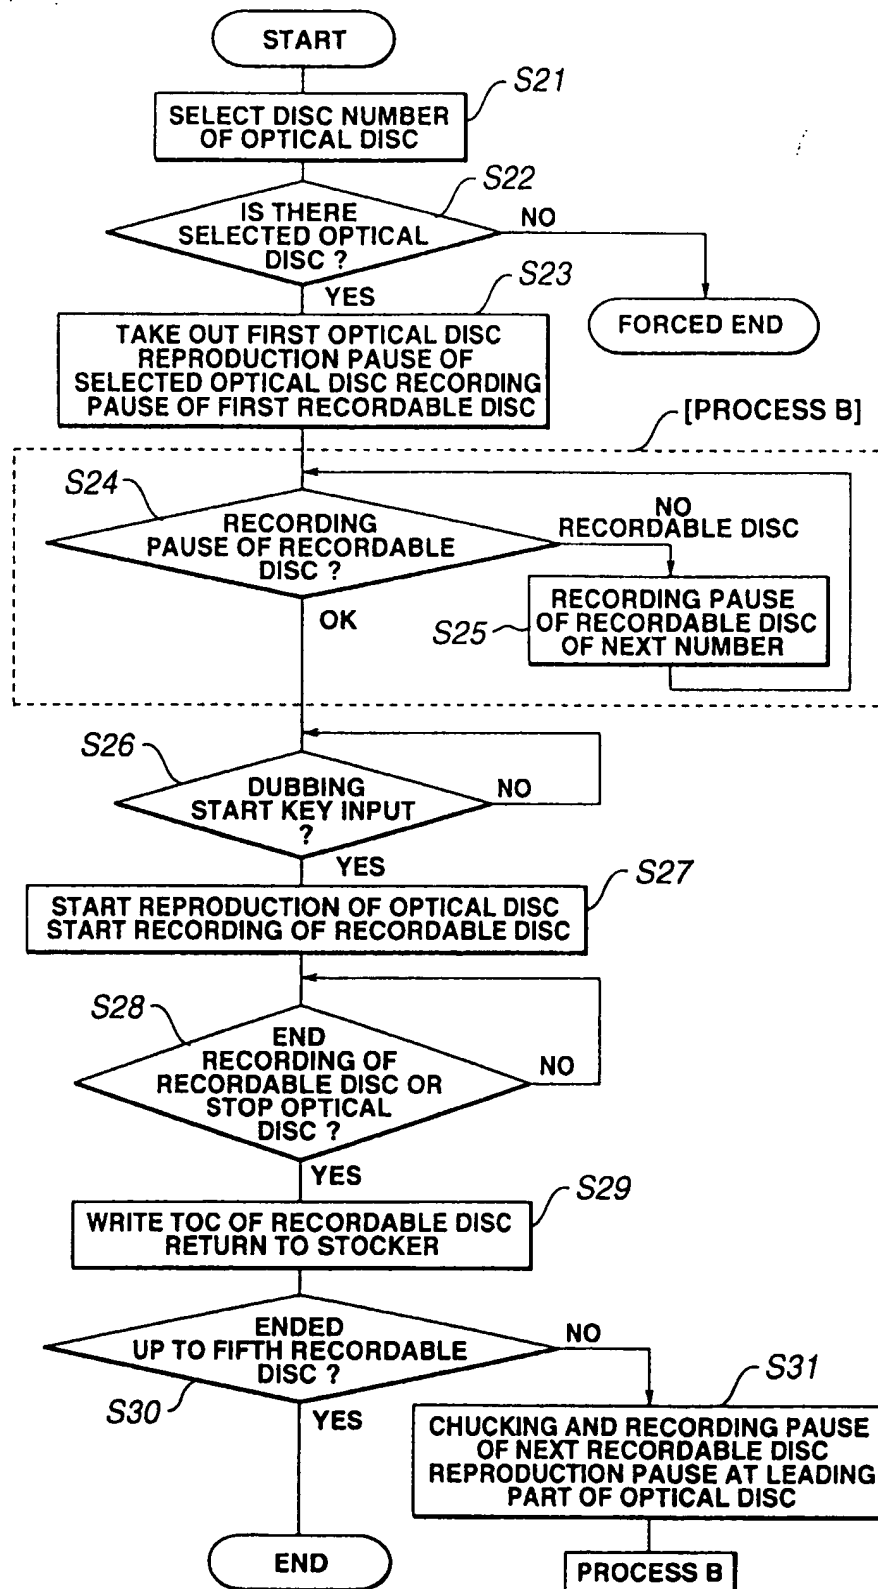 START
S21
SELECT DISC NUMBER
OF OPTICAL DISC
S22
IS THERE
SELECTED OPTICAL
DISC ?
NO
YES
S23
FORCED END
TAKE OUT FIRST OPTICAL DISC
REPRODUCTION PAUSE OF
SELECTED OPTICAL DISC RECORDING
PAUSE OF FIRST RECORDABLE DISC
[PROCESS B]
S24
RECORDING
PAUSE OF RECORDABLE
DISC ?
NO
RECORDABLE DISC
OK
S25
RECORDING PAUSE
OF RECORDABLE DISC
OF NEXT NUMBER
S26
DUBBING
START KEY INPUT
?
NO
YES
S27
START REPRODUCTION OF OPTICAL DISC
START RECORDING OF RECORDABLE DISC
S28
END
RECORDING OF
RECORDABLE DISC OR
STOP OPTICAL
DISC ?
NO
YES
S29
WRITE TOC OF RECORDABLE DISC
RETURN TO STOCKER
ENDED
UP TO FIFTH RECORDABLE
DISC ?
NO
S30
YES
S31
CHUCKING AND RECORDING PAUSE
OF NEXT RECORDABLE DISC
REPRODUCTION PAUSE AT LEADING
PART OF OPTICAL DISC
END
PROCESS B